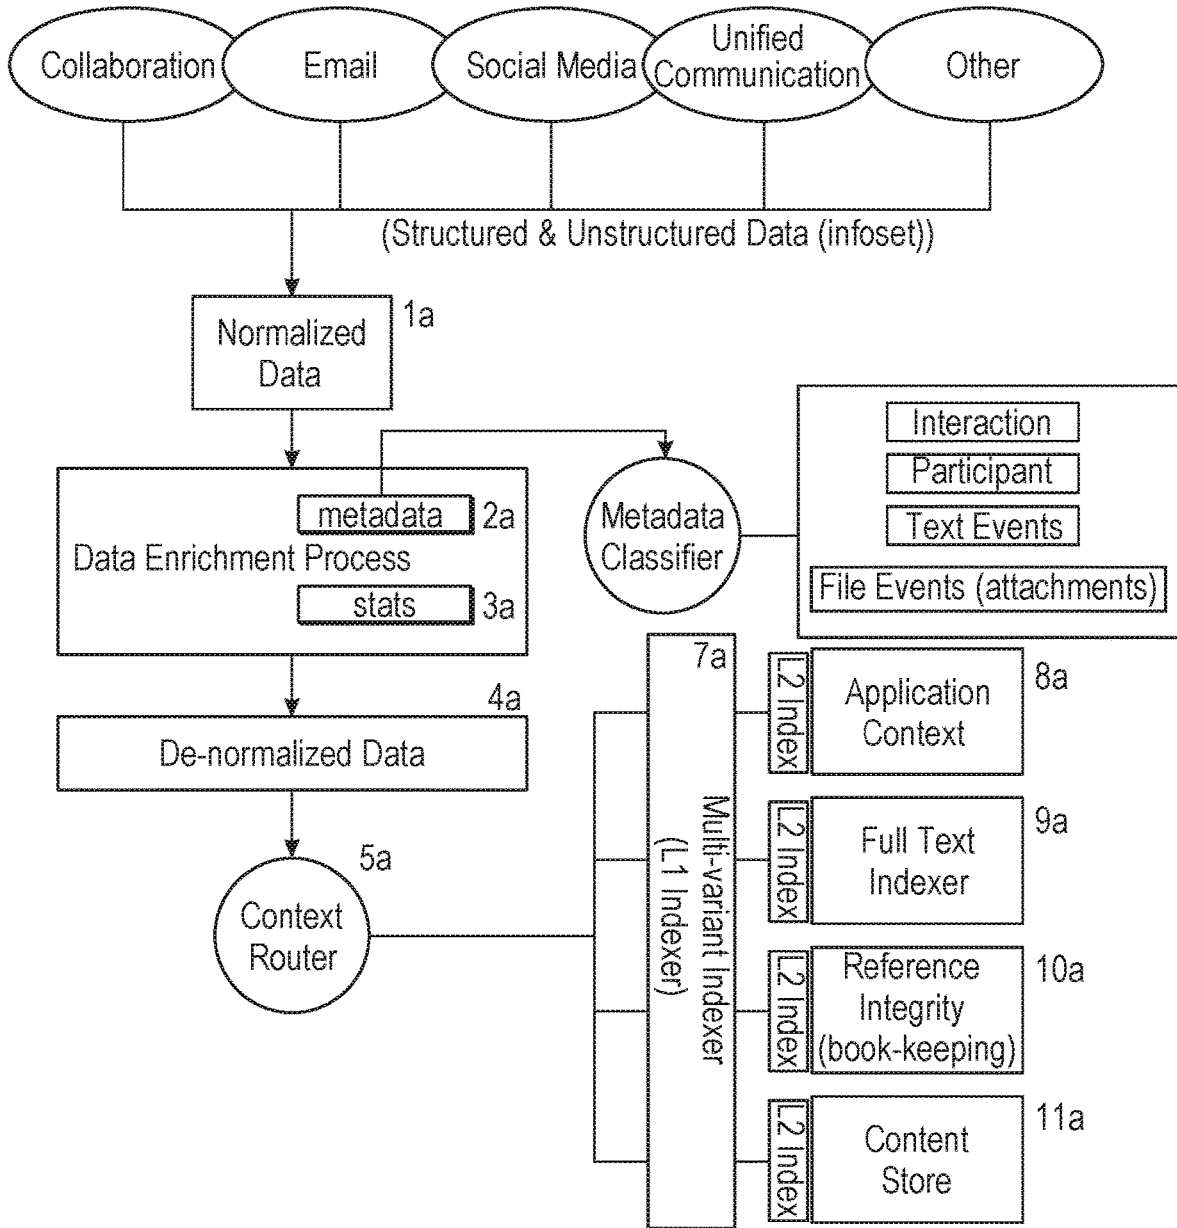 Collaboration
Email
Social Media
Unified
Communication
Other
(Structured & Unstructured Data (infoset))
Normalized
Data
1a
Data Enrichment Process
metadata
2a
stats
3a
Metadata
Classifier
Interaction
Participant
Text Events
File Events (attachments)
4a
De-normalized Data
5a
Context
Router
7a
Multi-variant Indexer
(L1 Indexer)
L2 Index
Application
Context
8a
L2 Index
Full Text
Indexer
9a
L2 Index
Reference
Integrity
(book-keeping)
10a
L2 Index
Content
Store
11a